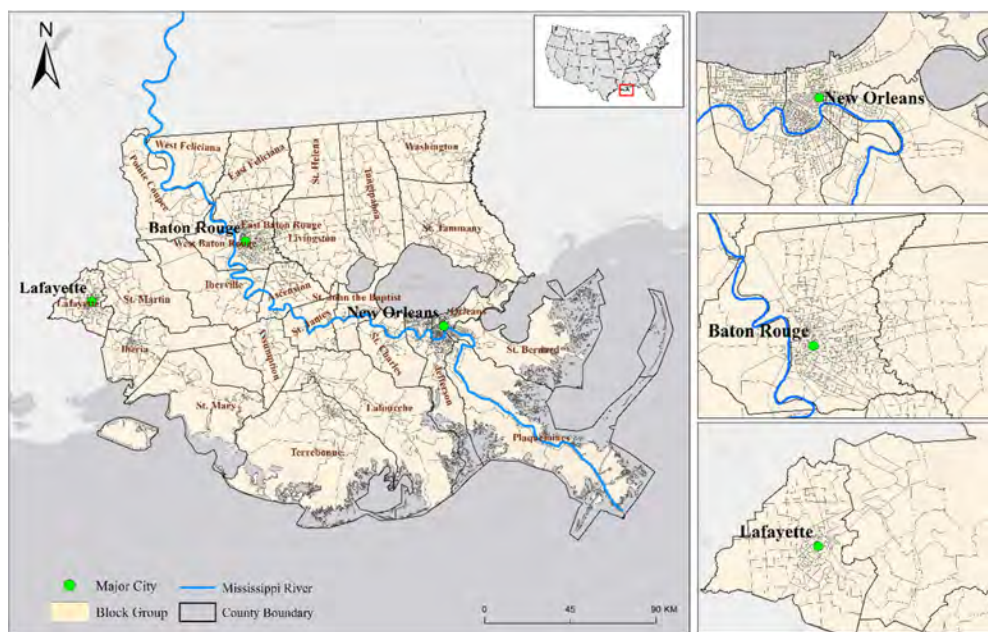 N
West Feliciana
East Feliciana
St. Helena
Tangipahoa
Washington
Pointe Coupee
Baton Rouge
East Baton Rouge
West Baton Rouge
Livingston
St. Tammany
Lafayette
Lafayette
St. Martin
Iberville
Ascension
St. John the Baptist
New Orleans
Orleans
St. James
Iberia
Assumption
St. Charles
Jefferson
St. Bernard
St. Mary
Lafourche
Terrebonne
Plaquemines
Major City
Mississippi River
Block Group
County Boundary
0
45
90 KM
New Orleans
Baton Rouge
Lafayette